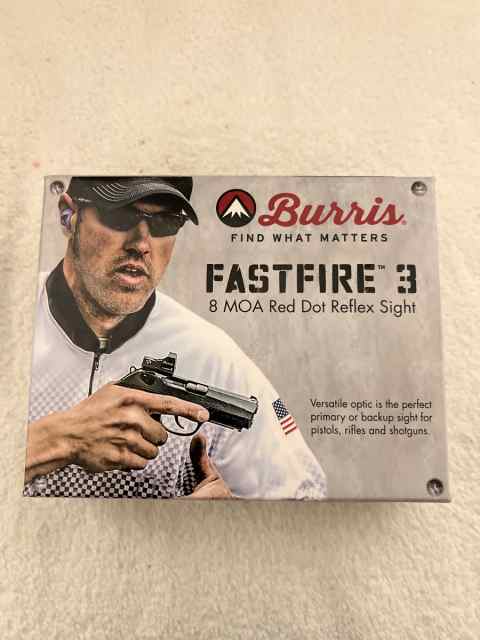 Burris®
FIND WHAT MATTERS
FASTFIRE™ 3
8 MOA Red Dot Reflex Sight
Versatile optic is the perfect
primary or backup sight for
pistols, rifles and shotguns.